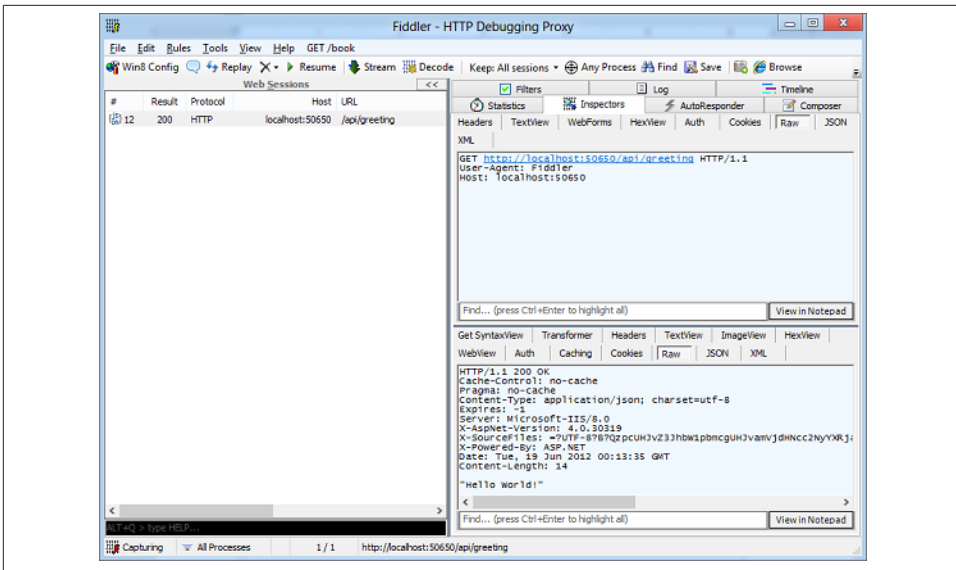 Fiddler - HTTP Debugging Proxy
File Edit Rules Tools View Help GET /book
Win8 Config Replay X Resume Stream Decode Keep: All sessions Any Process Find Save Browse
Web Sessions <<
# Result Protocol Host URL
12 200 HTTP localhost:50650 /api/greeting
Filters Log Timeline
Statistics Inspectors AutoResponder Composer
Headers TextView WebForms HexView Auth Cookies Raw JSON
XML
GET http://localhost:50650/api/greeting HTTP/1.1
User-Agent: Fiddler
Host: localhost:50650
Find... (press Ctrl+Enter to highlight all) View in Notepad
Get SyntaxView Transformer Headers TextView ImageView HexView
WebView Auth Caching Cookies Raw JSON XML
HTTP/1.1 200 OK
Cache-Control: no-cache
Pragma: no-cache
Content-Type: application/json; charset=utf-8
Expires: -1
Server: Microsoft-IIS/8.0
X-AspNet-Version: 4.0.30319
X-SourceFiles:
X-Powered-By: ASP.NET
Date: Tue, 19 Jun 2012 00:13:35 GMT
Content-Length: 14
"Hello World!"
Find... (press Ctrl+Enter to highlight all) View in Notepad
ALT+Q > type HELP...
Capturing All Processes 1 / 1 http://localhost:50650/api/greeting